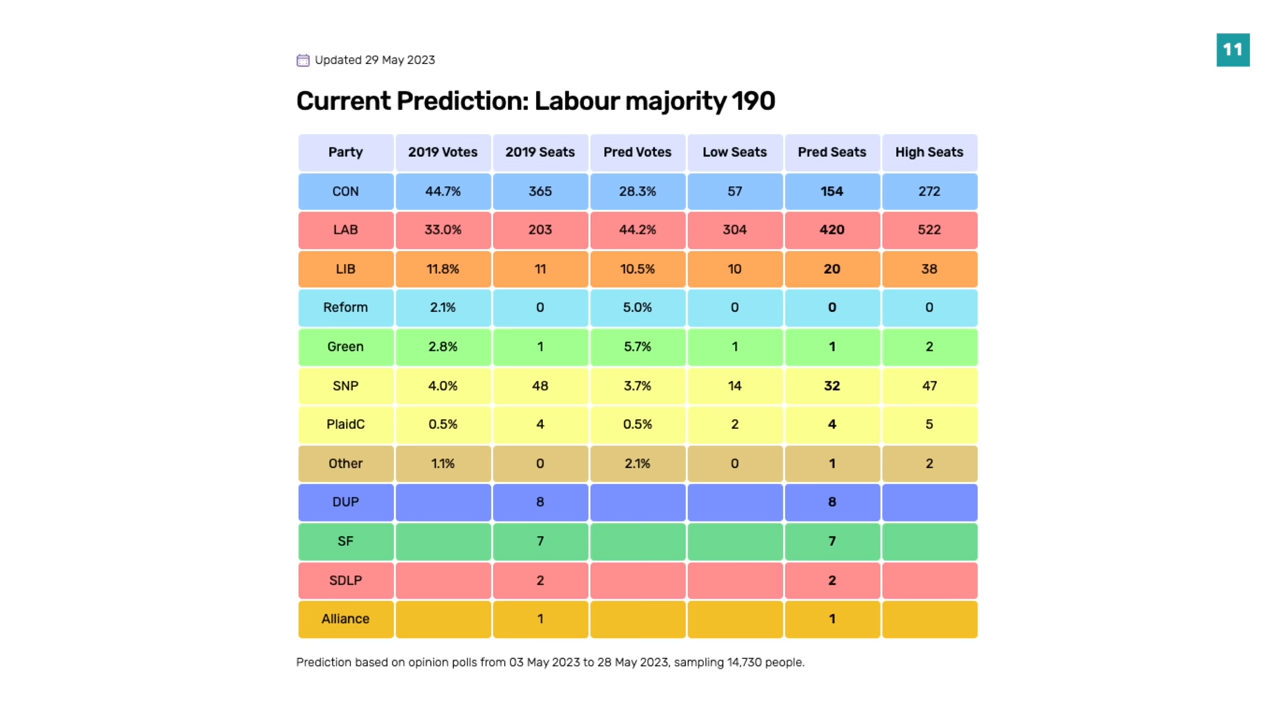 11
Updated 29 May 2023
Current Prediction: Labour majority 190
Party 2019 Votes 2019 Seats Pred Votes Low Seats Pred Seats High Seats
CON 44.7% 365 28.3% 57 154 272
LAB 33.0% 203 44.2% 304 420 522
LIB 11.8% 11 10.5% 10 20 38
Reform 2.1% 0 5.0% 0 0 0
Green 2.8% 1 5.7% 1 1 2
SNP 4.0% 48 3.7% 14 32 47
PlaidC 0.5% 4 0.5% 2 4 5
Other 1.1% 0 2.1% 0 1 2
DUP 8 8
SF 7 7
SDLP 2 2
Alliance 1 1
Prediction based on opinion polls from 03 May 2023 to 28 May 2023, sampling 14,730 people.